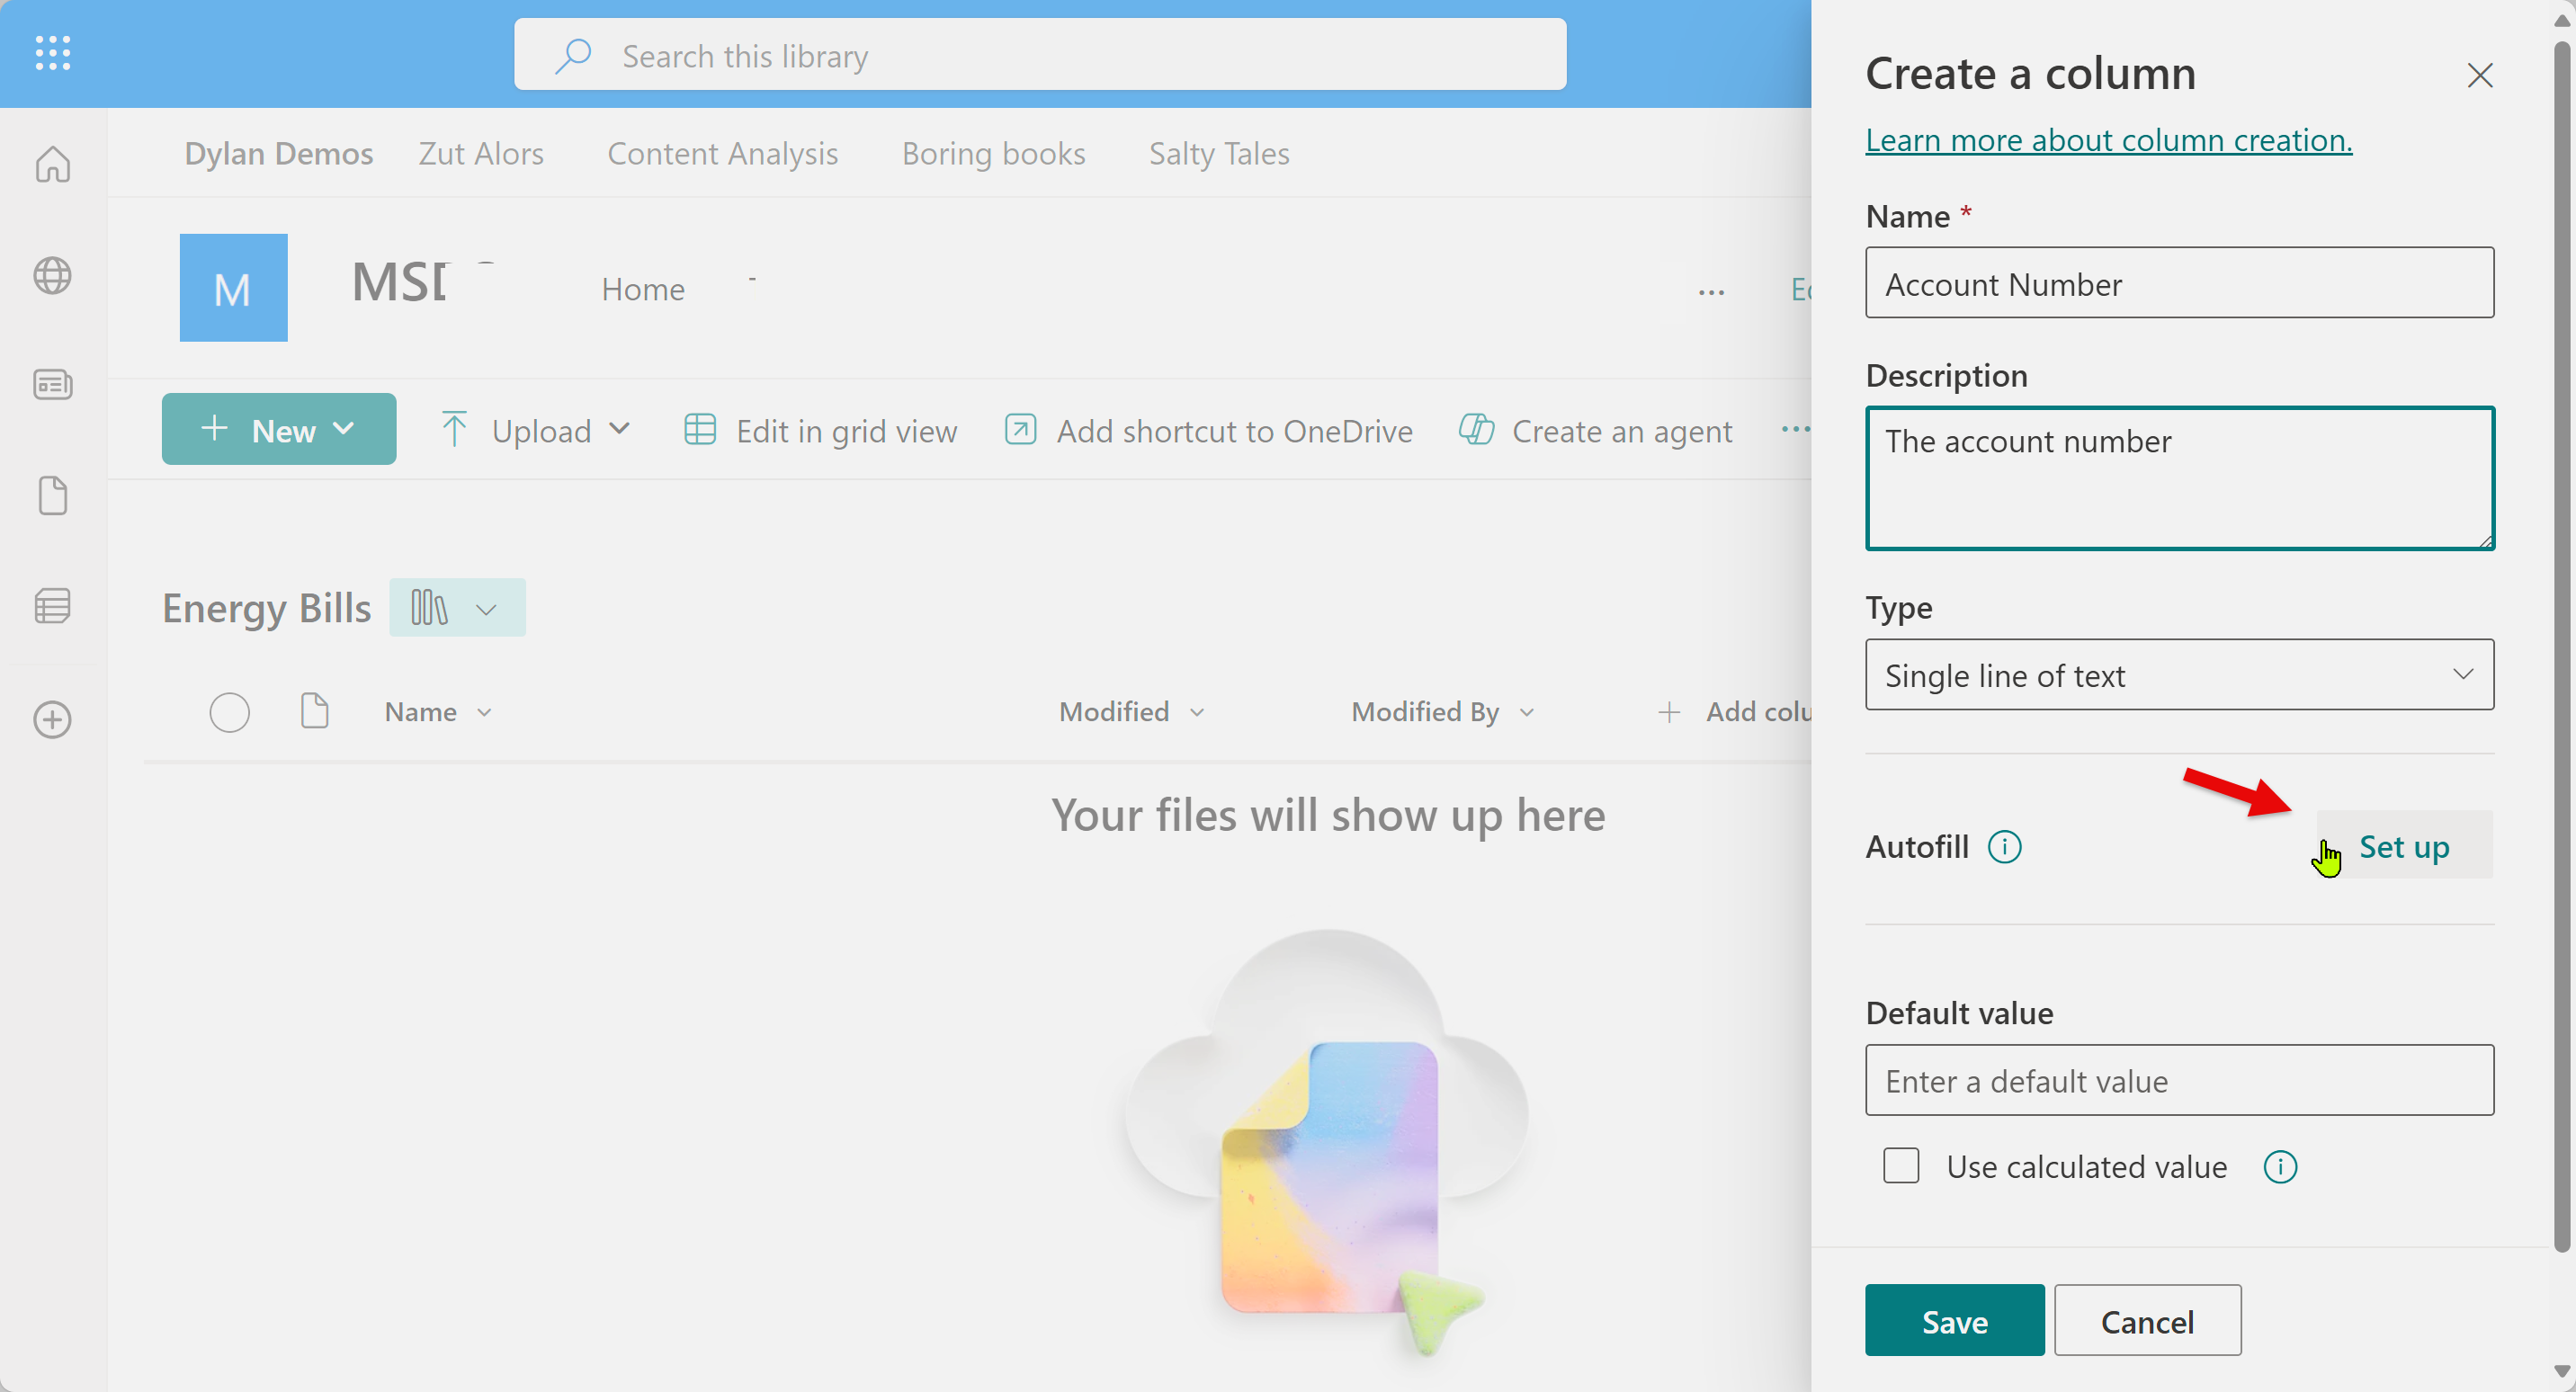 Search this library
Dylan Demos Zut Alors Content Analysis Boring books Salty Tales
M
Home
...
New Upload Edit in grid view Add shortcut to OneDrive Create an agent ...
Energy Bills
Name Modified Modified By Add
Your files will show up here
Create a column
Learn more about column creation.
Name *
Account Number
Description
The account number
Type
Single line of text
Autofill Set up
Default value
Enter a default value
Use calculated value
Save Cancel